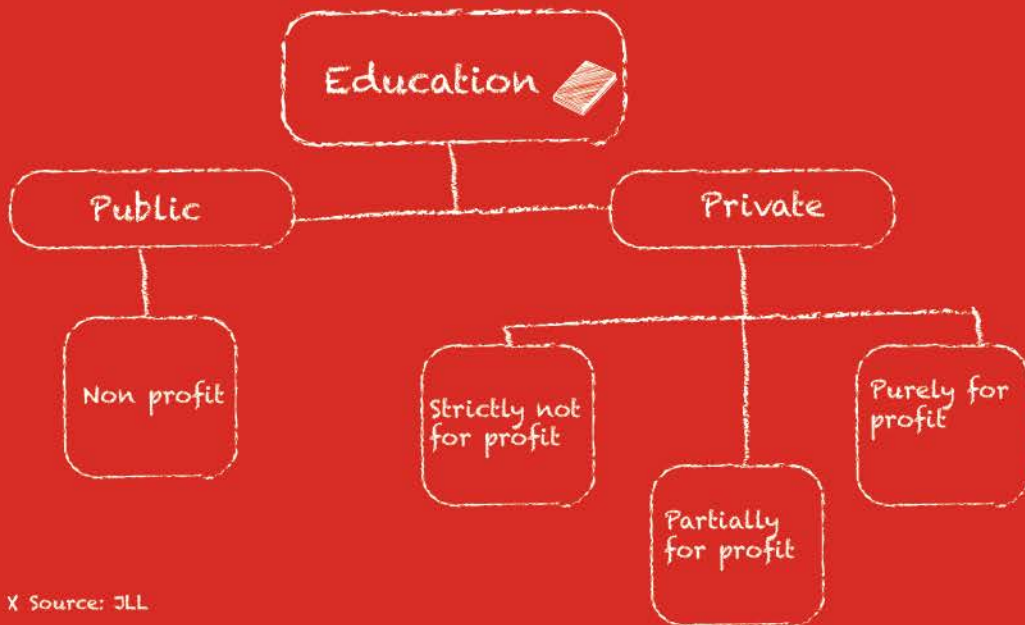 Education
Public
Private
Non profit
Strictly not
for profit
Partially
for profit
Purely for
profit
X Source: JLL